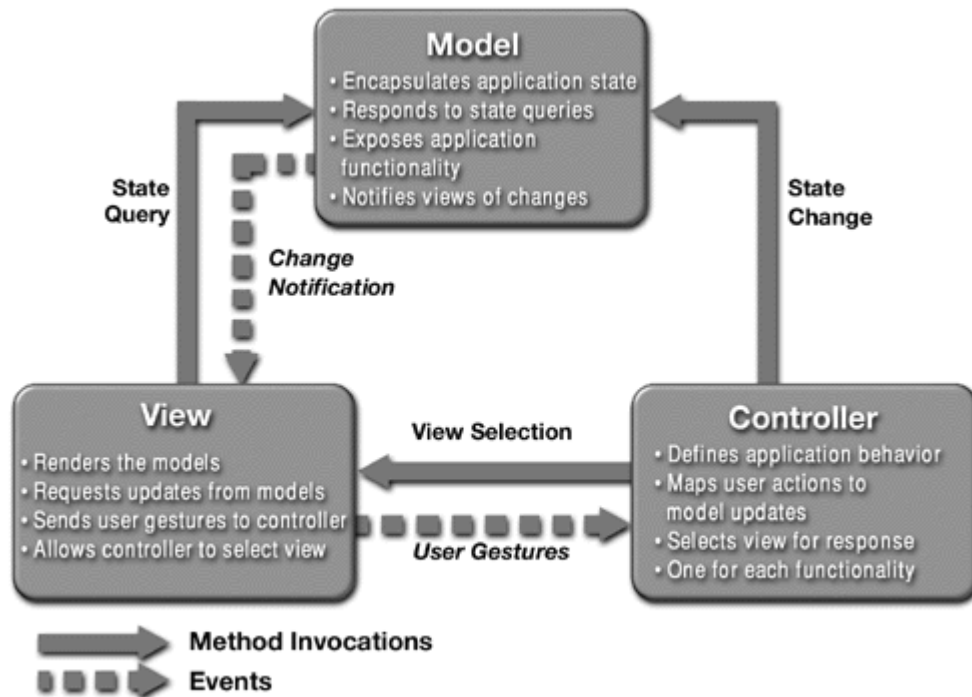 Model
• Encapsulates application state
• Responds to state queries
• Exposes application
functionality
• Notifies views of changes
State
Query
State
Change
Change
Notification
View
• Renders the models
• Requests updates from models
• Sends user gestures to controller
• Allows controller to select view
View Selection
User Gestures
Controller
• Defines application behavior
• Maps user actions to
model updates
• Selects view for response
• One for each functionality
Method Invocations
Events